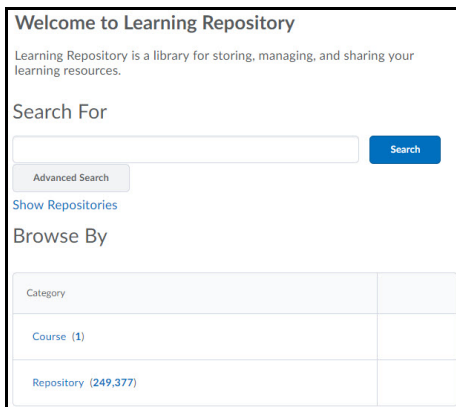 Welcome to Learning Repository
Learning Repository is a library for storing, managing, and sharing your
learning resources.
Search For
Search
Advanced Search
Show Repositories
Browse By
Category
Course (1)
Repository (249,377)